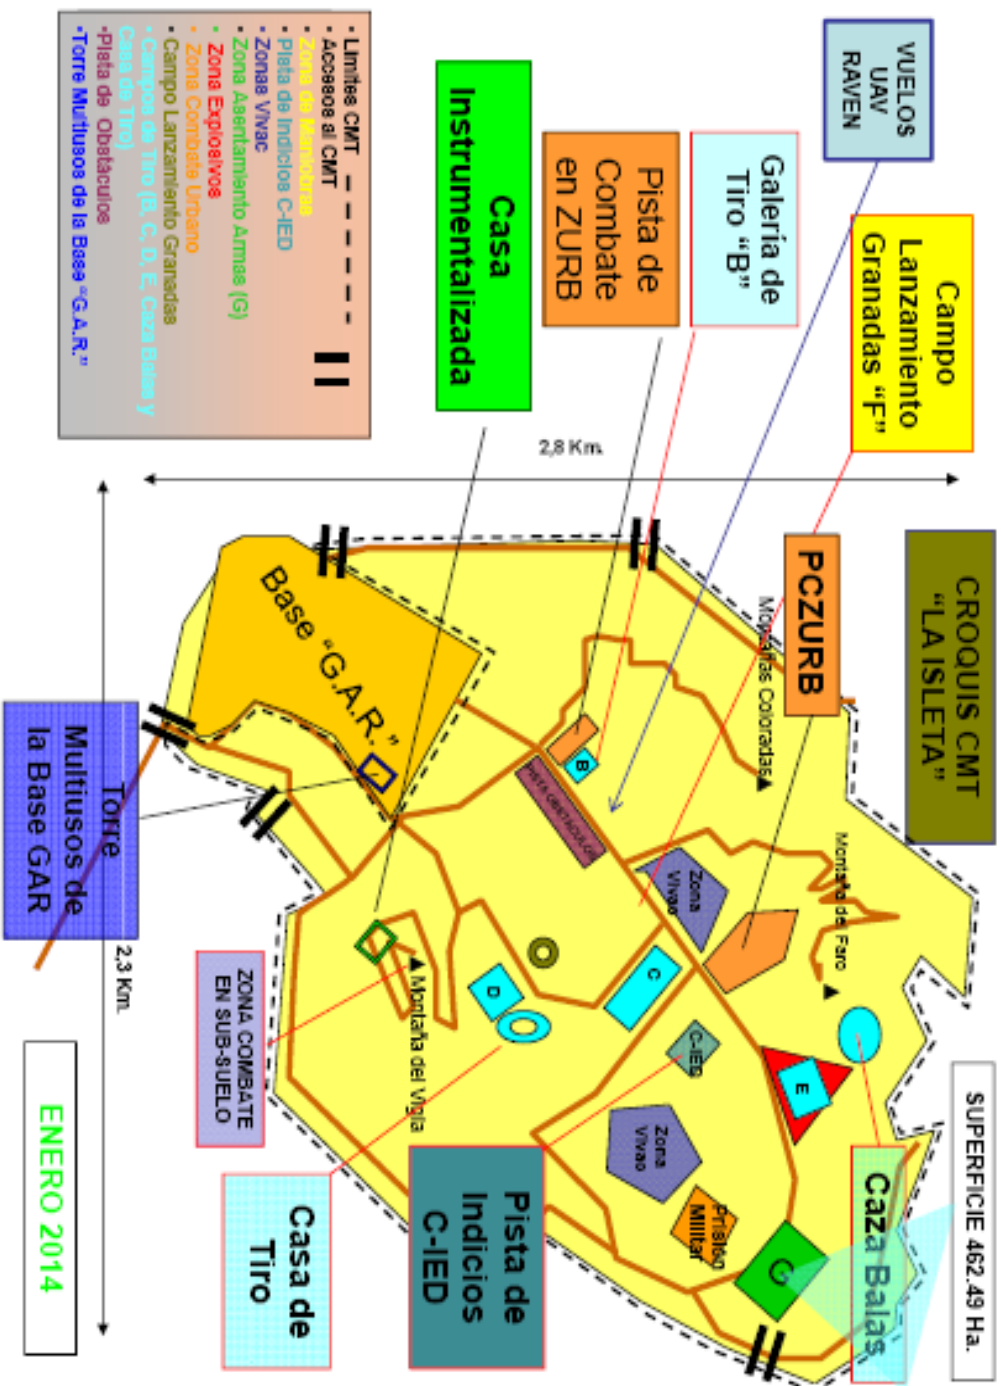 CROQUIS CMT
“LA ISLETA”
SUPERFICIE 462.49 Ha.
VUELOS
UAV
RAVEN
Campo
Lanzamiento
Granadas “F”
Galería de
Tiro “B”
Pista de
Combate
en ZURB
Casa
Instrumentalizada
PCZURB
Caza Balas
Montañas Coloradas
Montaña del Faro
Montaña del Vigía
2,8 Km.
2,3 Km.
Base “G.A.R.”
B
PISTA OBSTACULOS
Zona
Vivac
C
D
E
C-IED
Zona
Vivac
Prisión
Militar
G
Pista de
Indicios
C-IED
Casa de
Tiro
ZONA COMBATE
EN SUB-SUELO
Torre
Multiusos de
la Base GAR
ENERO 2014
• Límites CMT
• Accesos al CMT
• Zona de Maniobras
• Pista de Indicios C-IED
• Zonas Vivac
• Zona Asentamiento Armas (G)
• Zona Explosivos
• Zona Combate Urbano
• Campo Lanzamiento Granadas
• Campos de Tiro (B, C, D, E, Caza Balas y
Casa de Tiro)
• Pista de Obstáculos
• Torre Multiusos de la Base “G.A.R.”